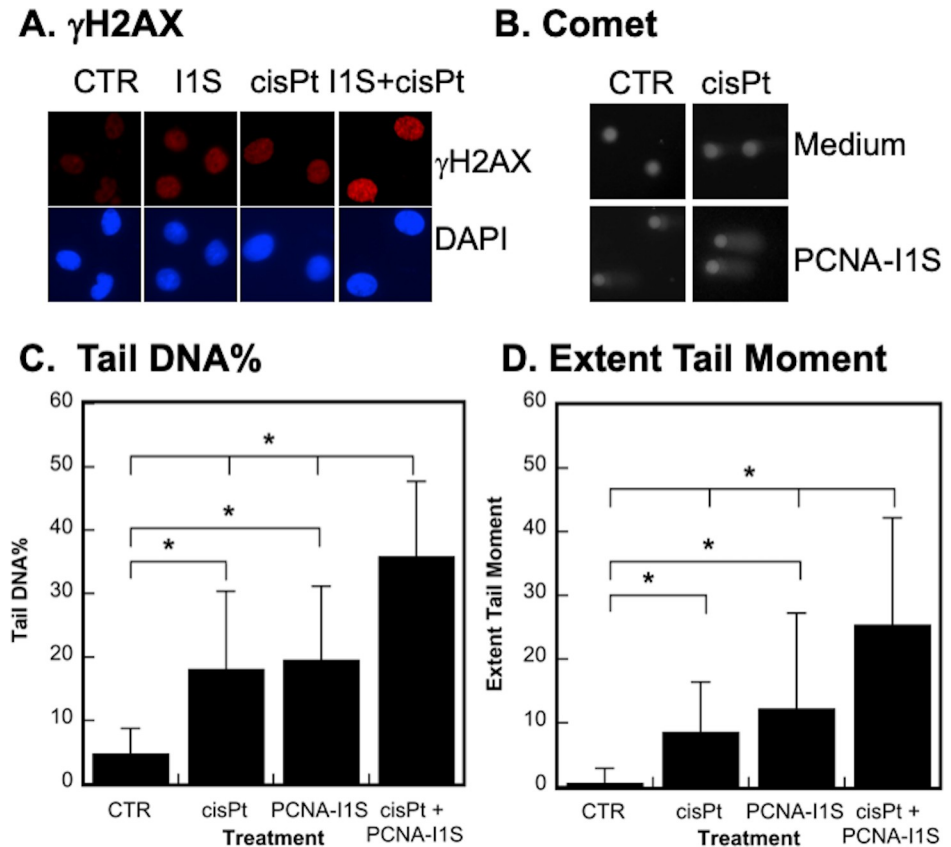 A. γH2AX
CTR I1S cisPt I1S+cisPt
γH2AX
DAPI
B. Comet
CTR cisPt
Medium
PCNA-I1S
C. Tail DNA%
60
50
40
30
20
10
0
Tail DNA%
*
*
*
CTR cisPt PCNA-I1S cisPt +
PCNA-I1S
Treatment
D. Extent Tail Moment
60
50
40
30
20
10
0
Extent Tail Moment
*
*
*
CTR cisPt PCNA-I1S cisPt +
PCNA-I1S
Treatment